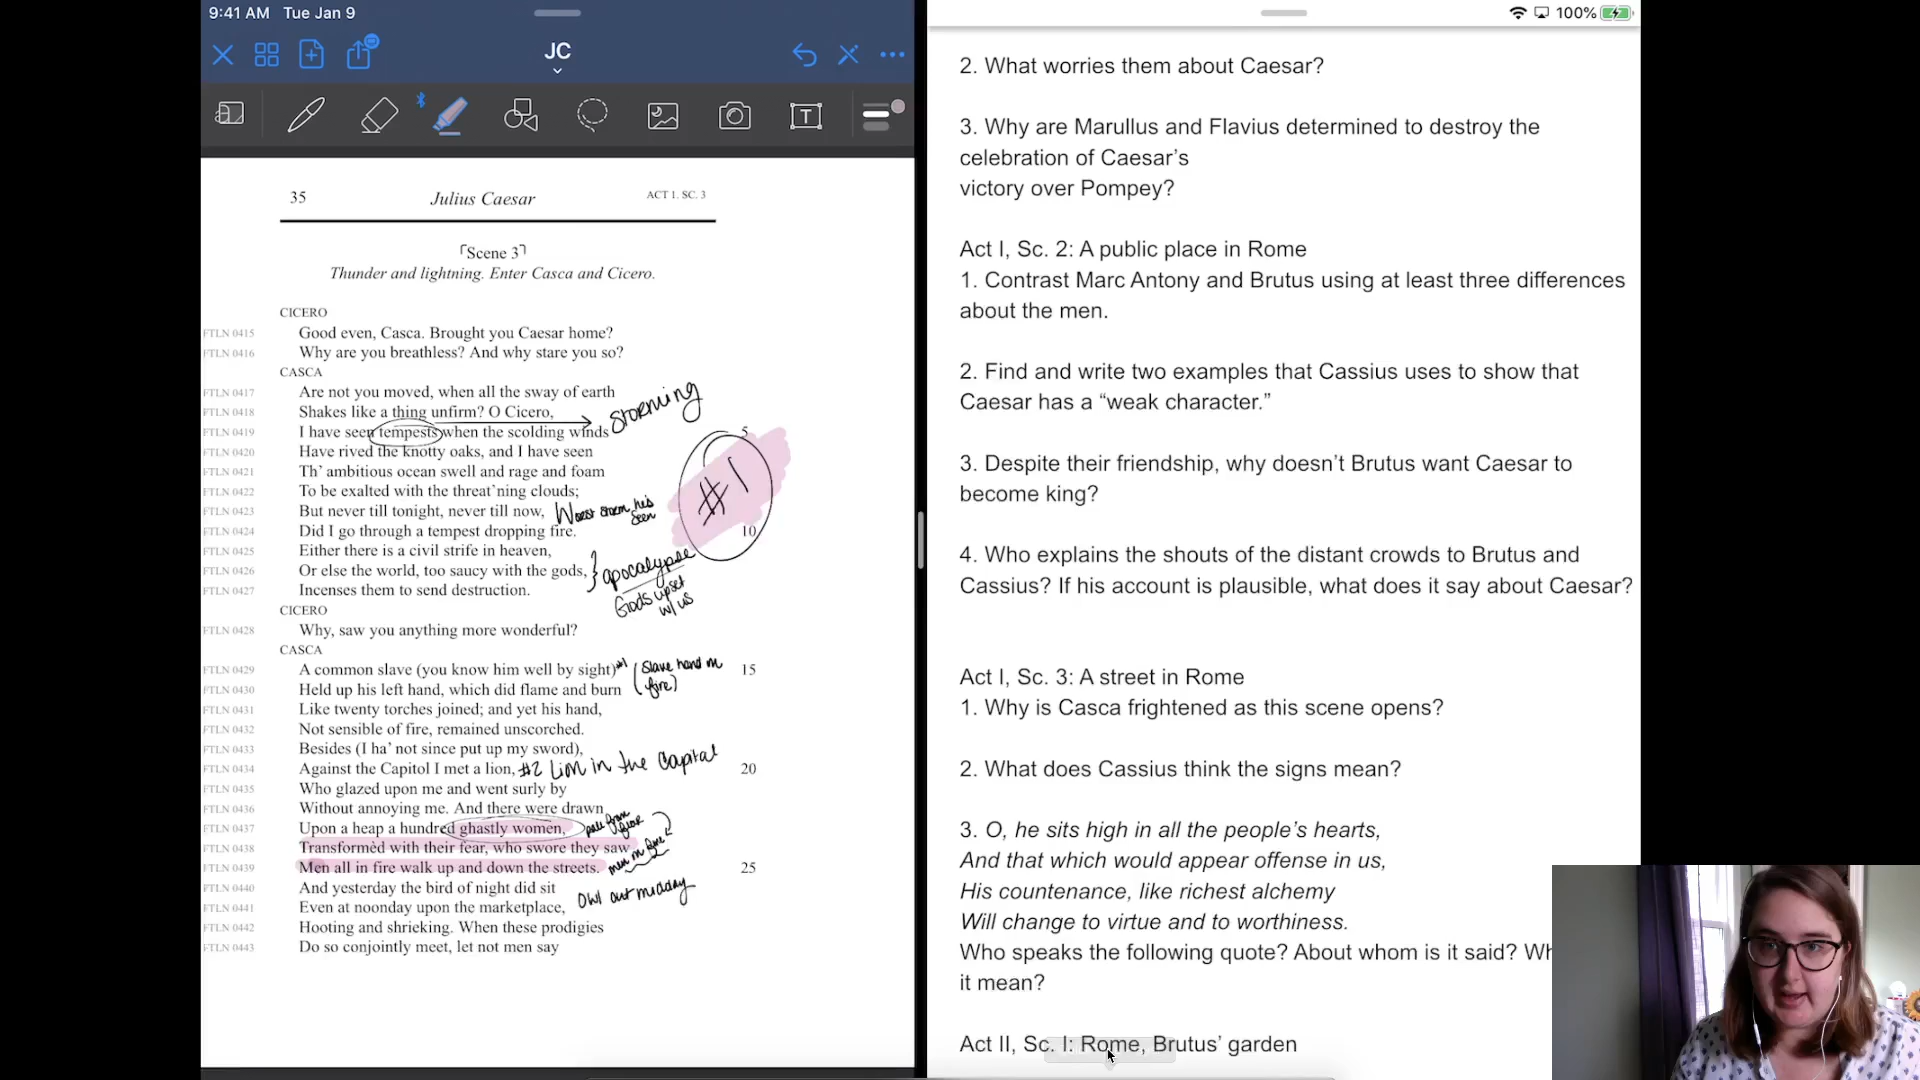 9:41 AM Tue Jan 9
JC
T
35 Julius Caesar ACT 1. SC. 3
⌜Scene 3⌝
Thunder and lightning. Enter Casca and Cicero.
CICERO
FTLN 0415 Good even, Casca. Brought you Caesar home?
FTLN 0416 Why are you breathless? And why stare you so?
CASCA
FTLN 0417 Are not you moved, when all the sway of earth
FTLN 0418 Shakes like a thing unfirm? O Cicero,
storming
FTLN 0419 I have seen tempests when the scolding winds 5
FTLN 0420 Have rived the knotty oaks, and I have seen
FTLN 0421 Th' ambitious ocean swell and rage and foam
#1
FTLN 0422 To be exalted with the threat'ning clouds;
FTLN 0423 But never till tonight, never till now, Worst storm he's seen
FTLN 0424 Did I go through a tempest dropping fire. 10
FTLN 0425 Either there is a civil strife in heaven,
FTLN 0426 Or else the world, too saucy with the gods, apocalypse
FTLN 0427 Incenses them to send destruction. Gods upset w/ us
CICERO
FTLN 0428 Why, saw you anything more wonderful?
CASCA
FTLN 0429 A common slave (you know him well by sight) #1 (slave hand on 15
FTLN 0430 Held up his left hand, which did flame and burn fire)
FTLN 0431 Like twenty torches joined; and yet his hand,
FTLN 0432 Not sensible of fire, remained unscorched.
FTLN 0433 Besides (I ha' not since put up my sword),
FTLN 0434 Against the Capitol I met a lion, #2 Lion in the Capital 20
FTLN 0435 Who glazed upon me and went surly by
FTLN 0436 Without annoying me. And there were drawn
FTLN 0437 Upon a heap a hundred ghastly women, pale from fear
FTLN 0438 Transformèd with their fear, who swore they saw
FTLN 0439 Men all in fire walk up and down the streets. men on fire 25
FTLN 0440 And yesterday the bird of night did sit
FTLN 0441 Even at noonday upon the marketplace, Owl out midday
FTLN 0442 Hooting and shrieking. When these prodigies
FTLN 0443 Do so conjointly meet, let not men say
100%
2. What worries them about Caesar?
3. Why are Marullus and Flavius determined to destroy the
celebration of Caesar’s
victory over Pompey?
Act I, Sc. 2: A public place in Rome
1. Contrast Marc Antony and Brutus using at least three differences
about the men.
2. Find and write two examples that Cassius uses to show that
Caesar has a “weak character.”
3. Despite their friendship, why doesn’t Brutus want Caesar to
become king?
4. Who explains the shouts of the distant crowds to Brutus and
Cassius? If his account is plausible, what does it say about Caesar?
Act I, Sc. 3: A street in Rome
1. Why is Casca frightened as this scene opens?
2. What does Cassius think the signs mean?
3. O, he sits high in all the people’s hearts,
And that which would appear offense in us,
His countenance, like richest alchemy
Will change to virtue and to worthiness.
Who speaks the following quote? About whom is it said?
it mean?
Act II, Sc. I: Rome, Brutus’ garden